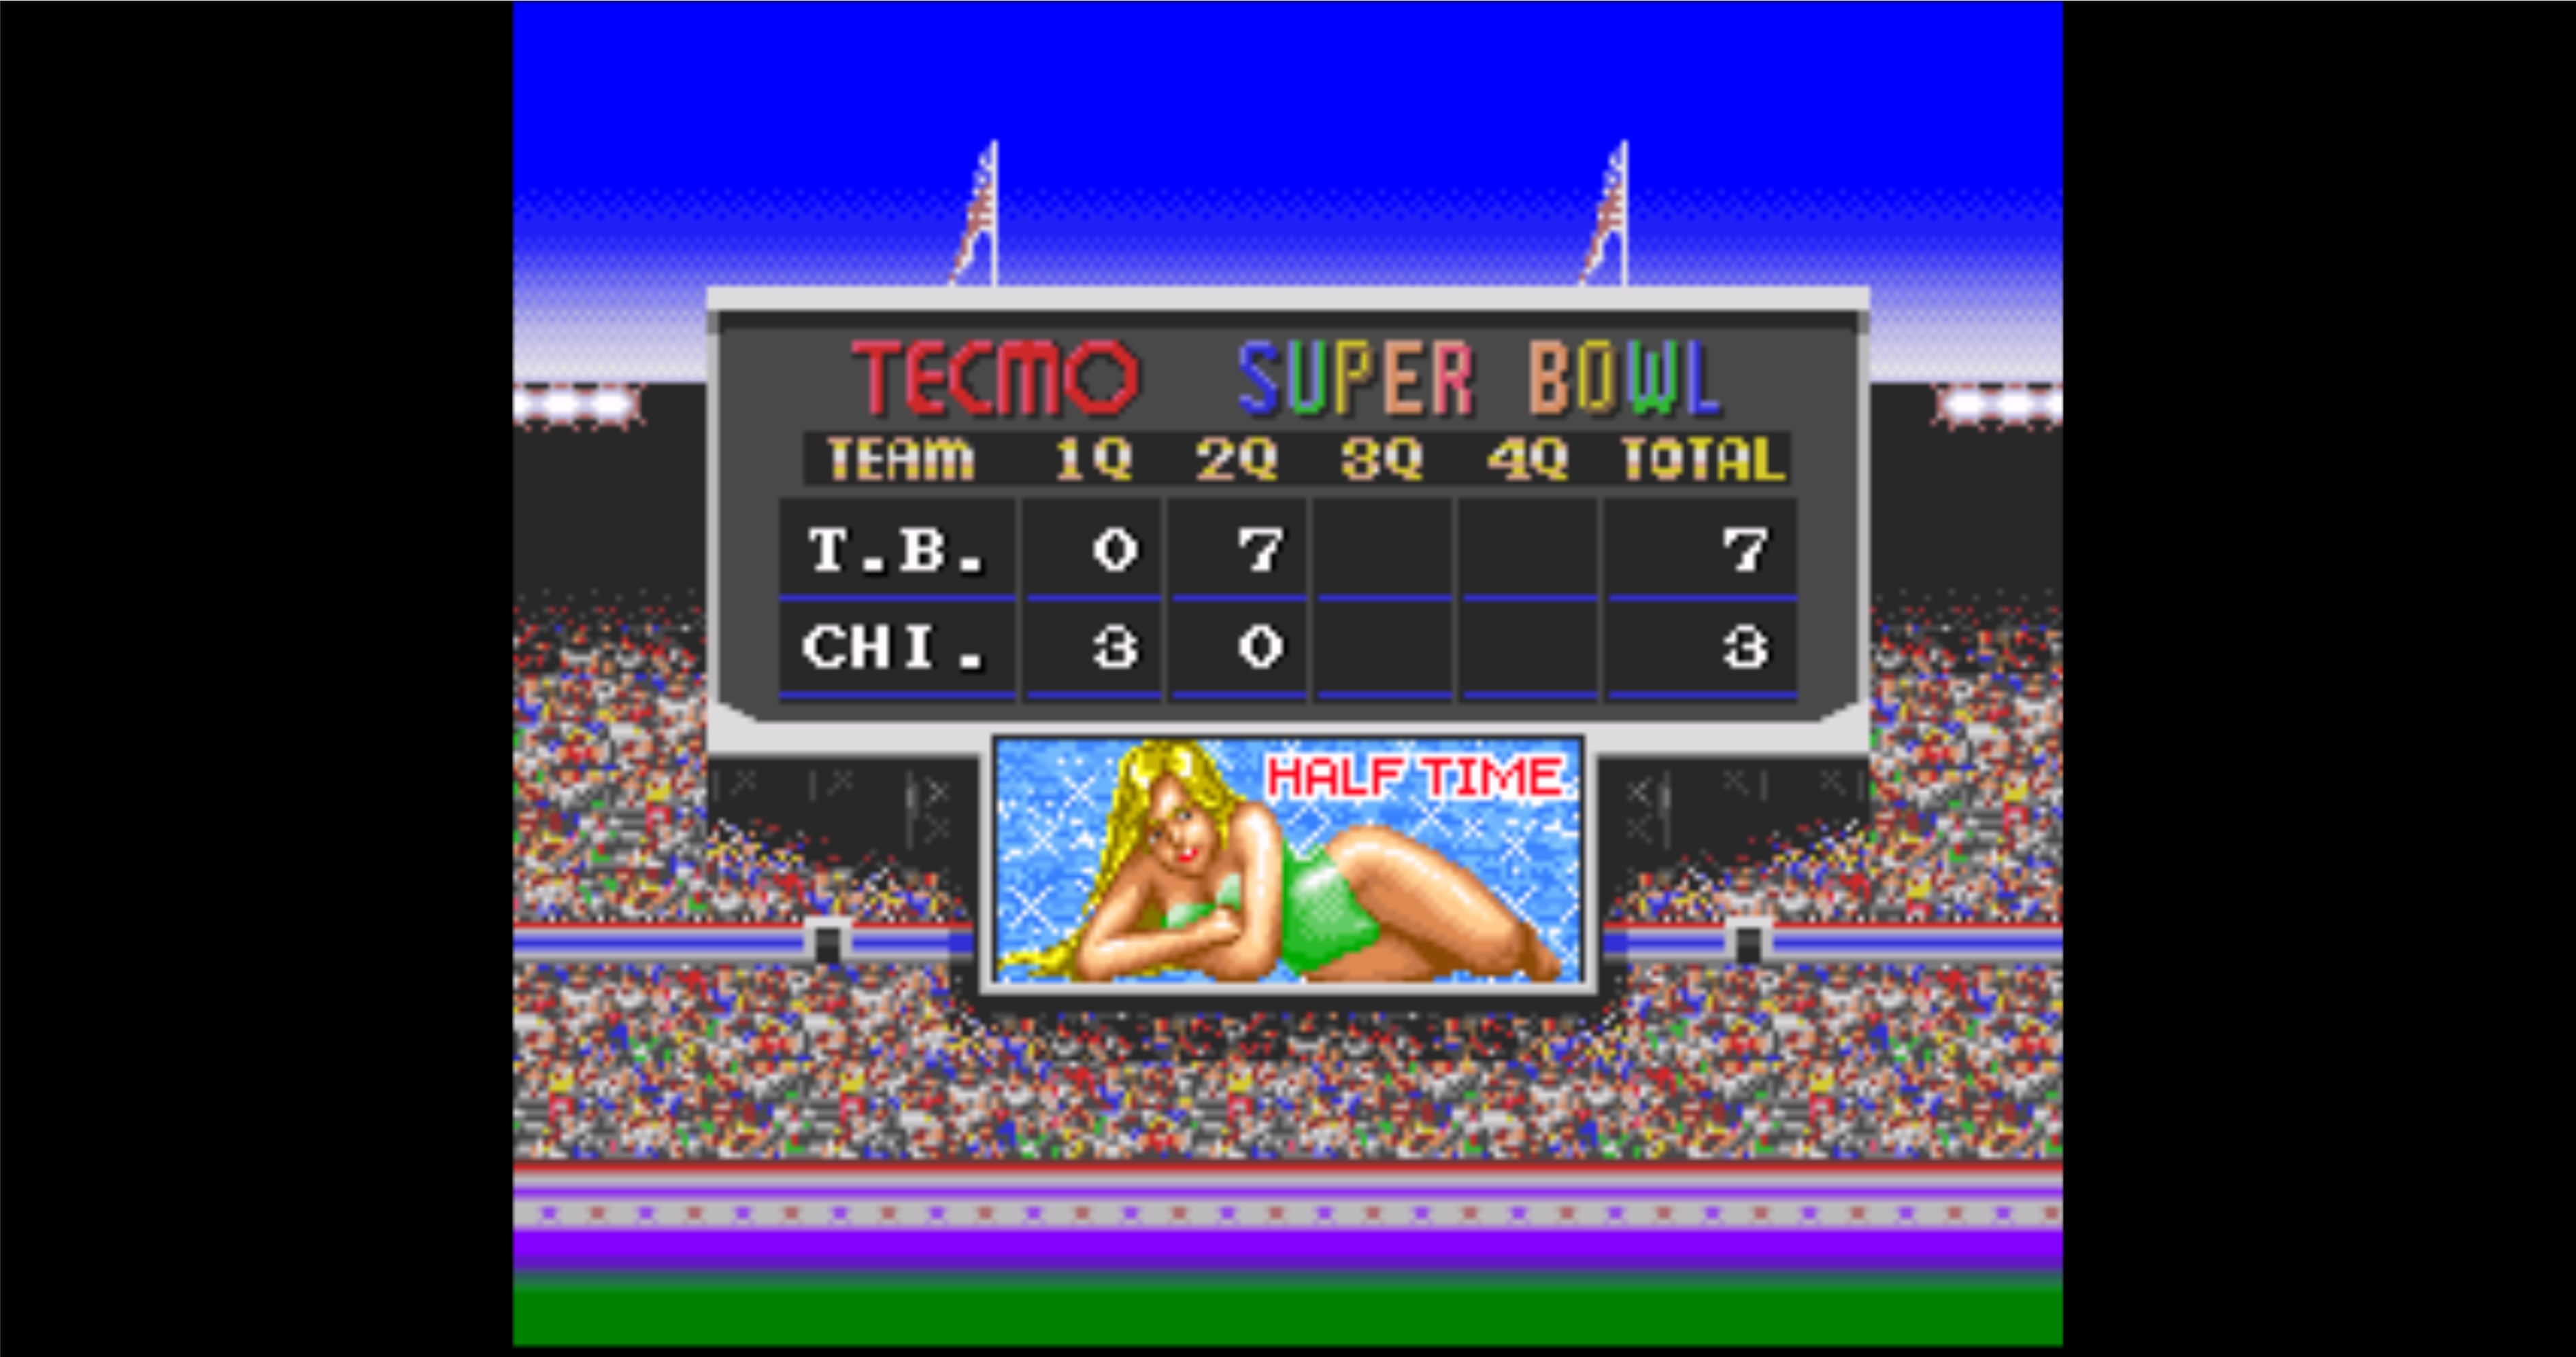 TECMO SUPER BOWL
TEAM 1Q 2Q 3Q 4Q TOTAL
T.B. 0 7 7
CHI. 3 0 3
HALF TIME